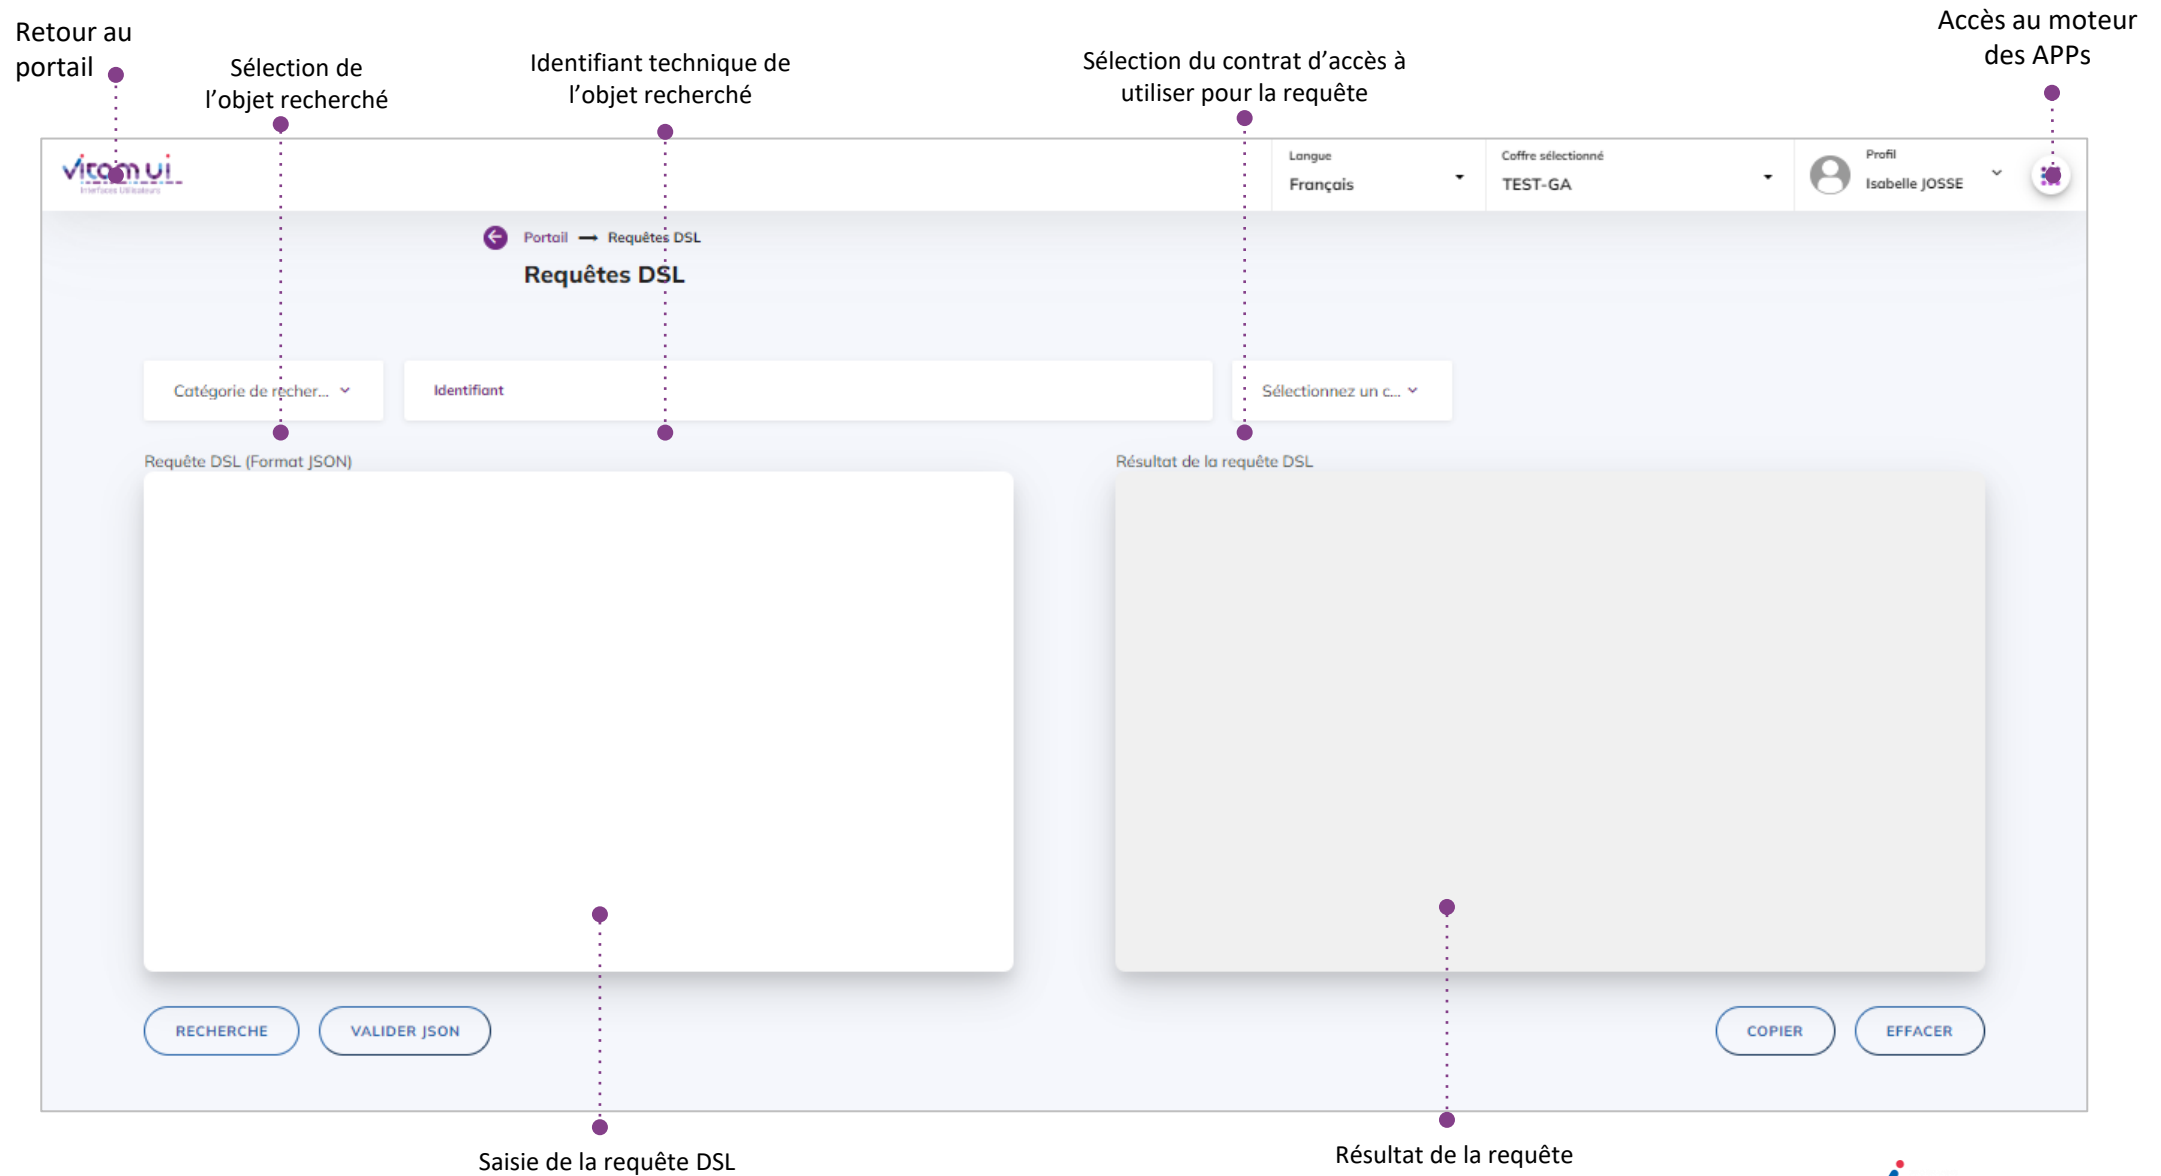 Retour au
portail
Sélection de
l’objet recherché
Identifiant technique de
l’objet recherché
Sélection du contrat d’accès à
utiliser pour la requête
Accès au moteur
des APPs
vitam ui
Interfaces Utilisateurs
Langue
Français
Coffre sélectionné
TEST-GA
Profil
Isabelle JOSSE
Portail → Requêtes DSL
Requêtes DSL
Catégorie de recher...
Identifiant
Sélectionnez un c...
Requête DSL (Format JSON)
Résultat de la requête DSL
RECHERCHE
VALIDER JSON
COPIER
EFFACER
Saisie de la requête DSL
Résultat de la requête